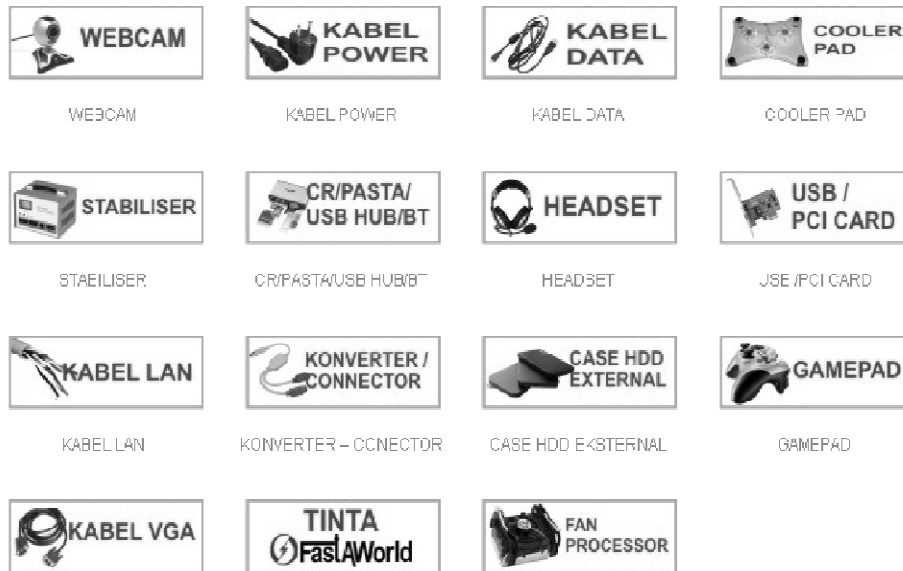 WEBCAM
KABEL
POWER
KABEL
DATA
COOLER
PAD
WEBCAM
KABEL POWER
KABEL DATA
COOLER PAD
STABILISER
CR/PASTA/
USB HUB/BT
HEADSET
USB /
PCI CARD
STABILISER
CR/PASTA/USB HUB/BT
HEADSET
USB /PCI CARD
KABEL LAN
KONVERTER /
CONNECTOR
CASE HDD
EXTERNAL
GAMEPAD
KABEL LAN
KONVERTER – CONECTOR
CASE HDD EKSTERNAL
GAMEPAD
KABEL VGA
TINTA
FastAWorld
FAN
PROCESSOR